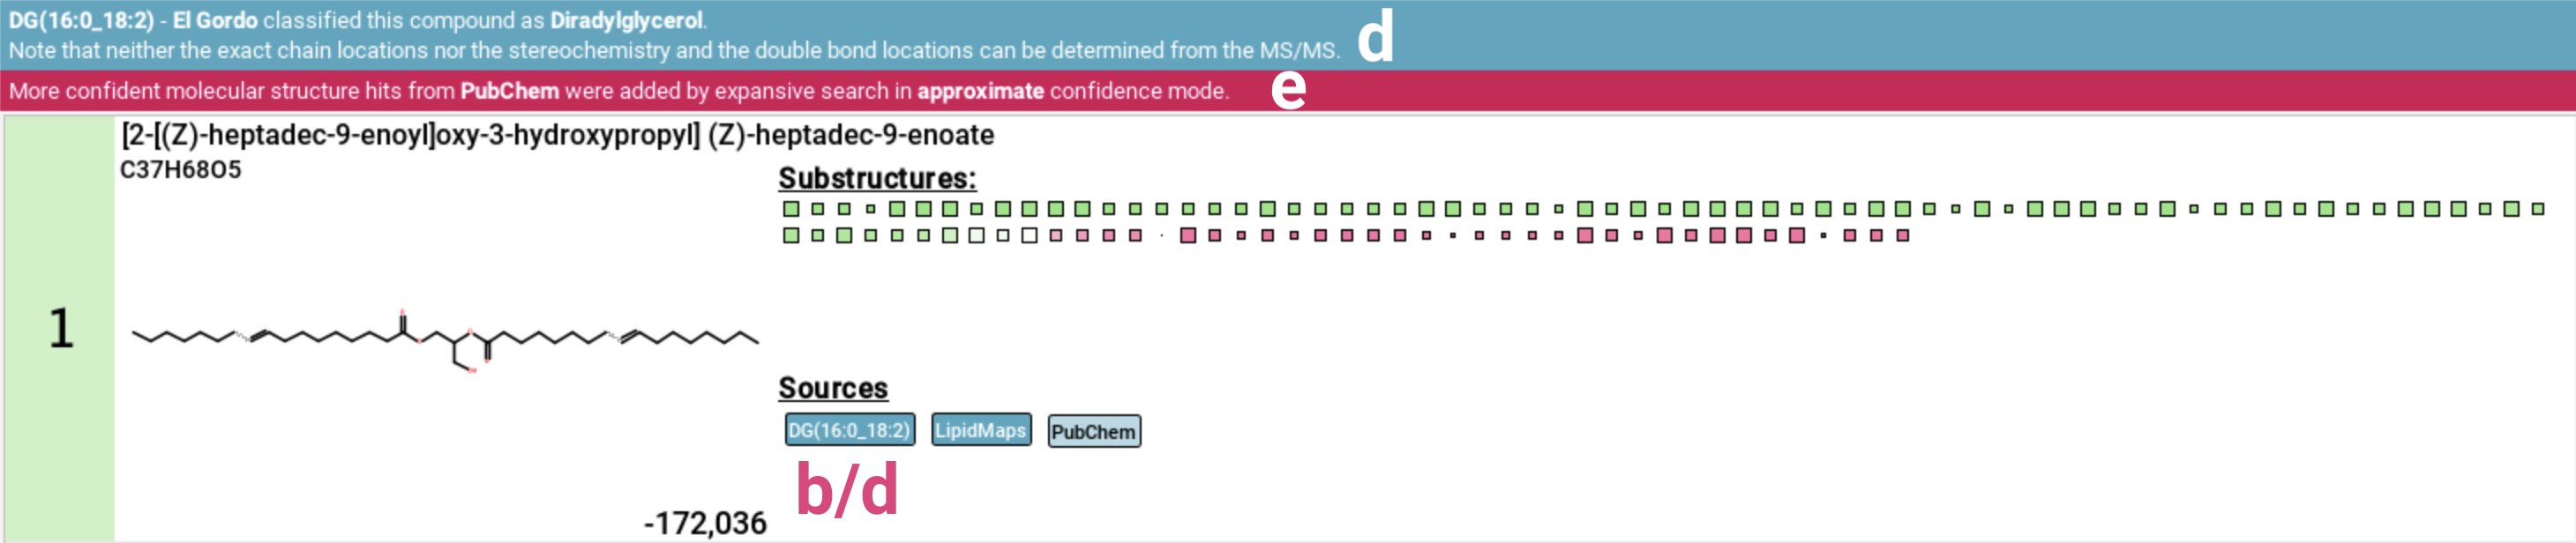 DG(16:0_18:2) - El Gordo classified this compound as Diradylglycerol.
Note that neither the exact chain locations nor the stereochemistry and the double bond locations can be determined from the MS/MS.
d
More confident molecular structure hits from PubChem were added by expansive search in approximate confidence mode.
e
[2-[(Z)-heptadec-9-enoyl]oxy-3-hydroxypropyl] (Z)-heptadec-9-enoate
C37H68O5
Substructures:
1
Sources
DG(16:0_18:2) LipidMaps PubChem
b/d
-172,036